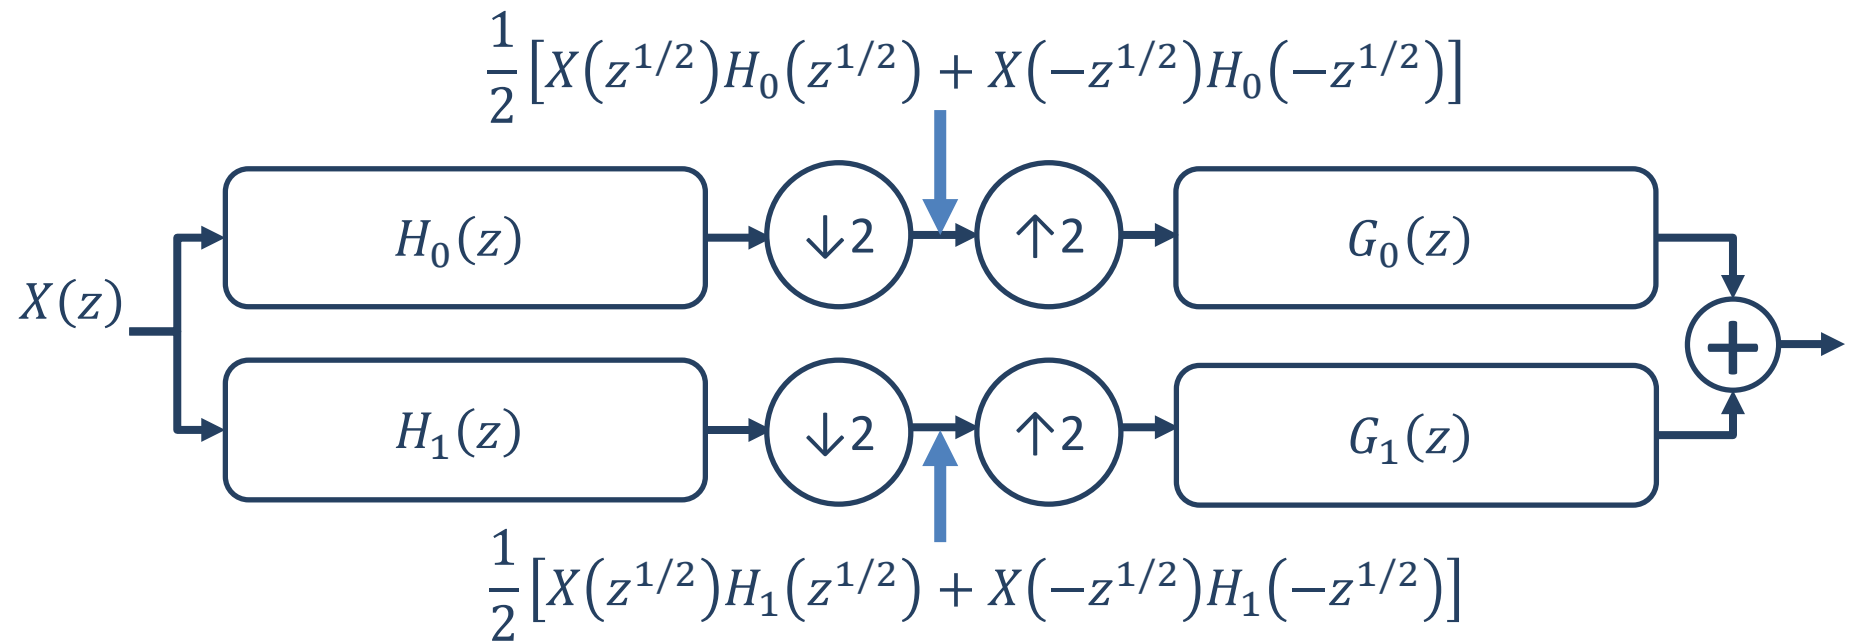 1/2 [X(z^{1/2})H_0(z^{1/2}) + X(−z^{1/2})H_0(−z^{1/2})]
H_0(z) ↓2 ↑2 G_0(z)
X(z)
+
H_1(z) ↓2 ↑2 G_1(z)
1/2 [X(z^{1/2})H_1(z^{1/2}) + X(−z^{1/2})H_1(−z^{1/2})]